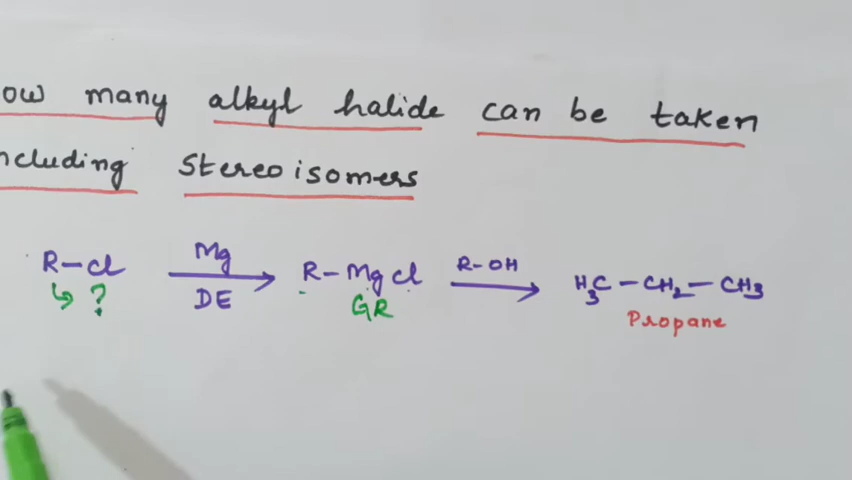 ow many alkyl halide can be taken
ncluding stereoisomers
R-Cl Mg DE R-MgCl R-OH H3C-CH2-CH3
? GR Propane